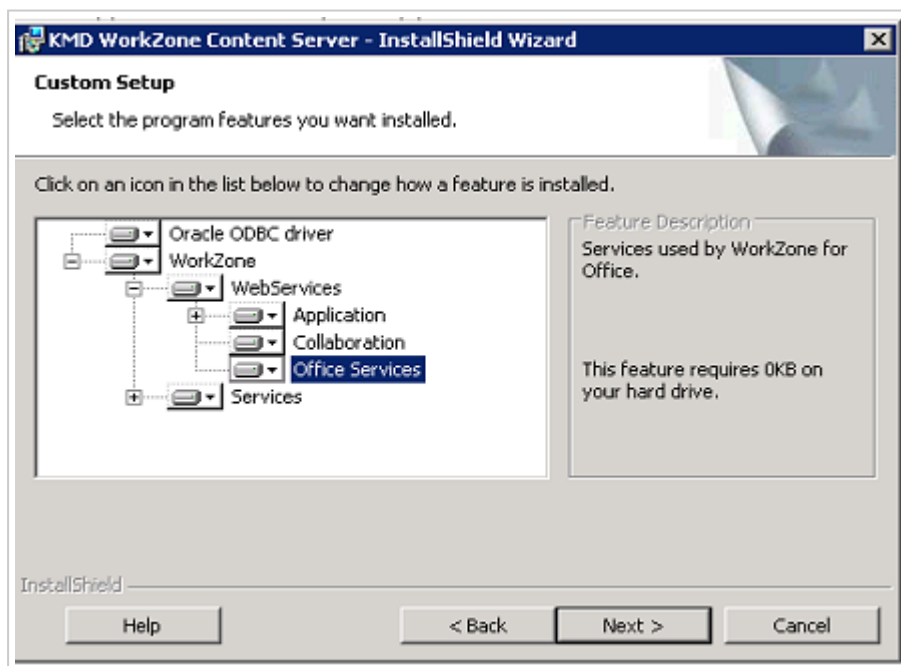 KMD WorkZone Content Server - InstallShield Wizard
Custom Setup
Select the program features you want installed.
Click on an icon in the list below to change how a feature is installed.
Oracle ODBC driver
WorkZone
WebServices
Application
Collaboration
Office Services
Services
Feature Description
Services used by WorkZone for
Office.
This feature requires 0KB on
your hard drive.
InstallShield
Help
< Back
Next >
Cancel